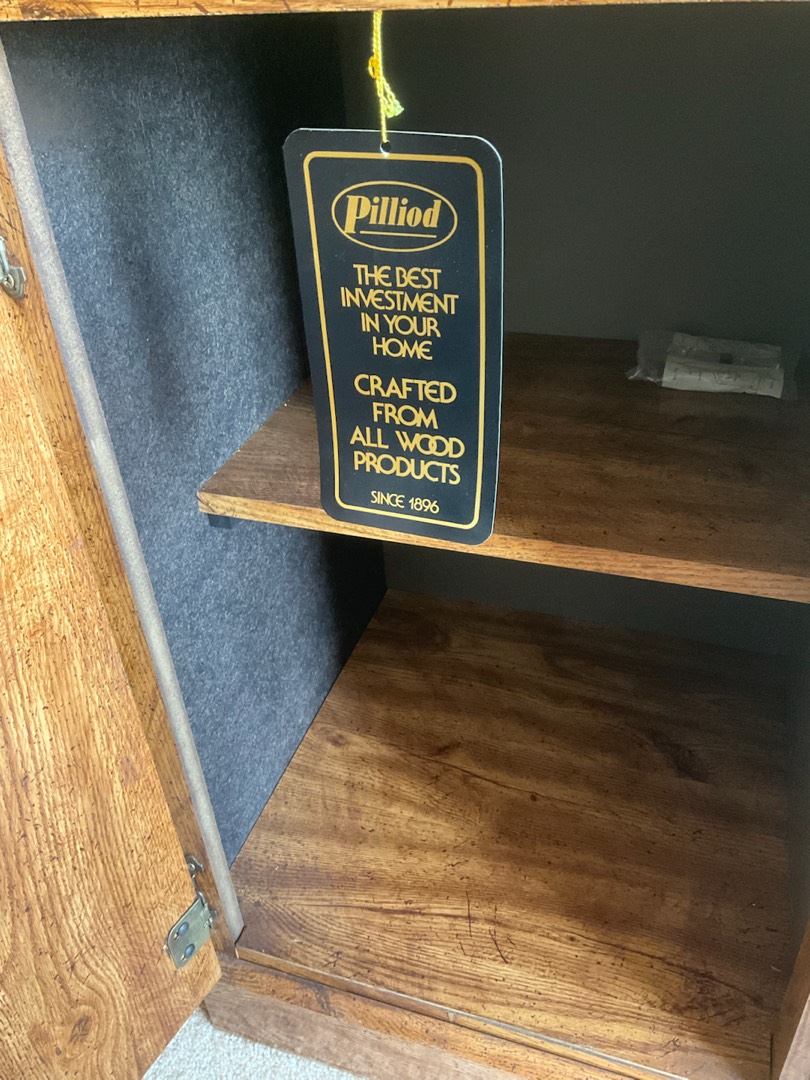 Pilliod
THE BEST
INVESTMENT
IN YOUR
HOME
CRAFTED
FROM
ALL WOOD
PRODUCTS
SINCE 1896